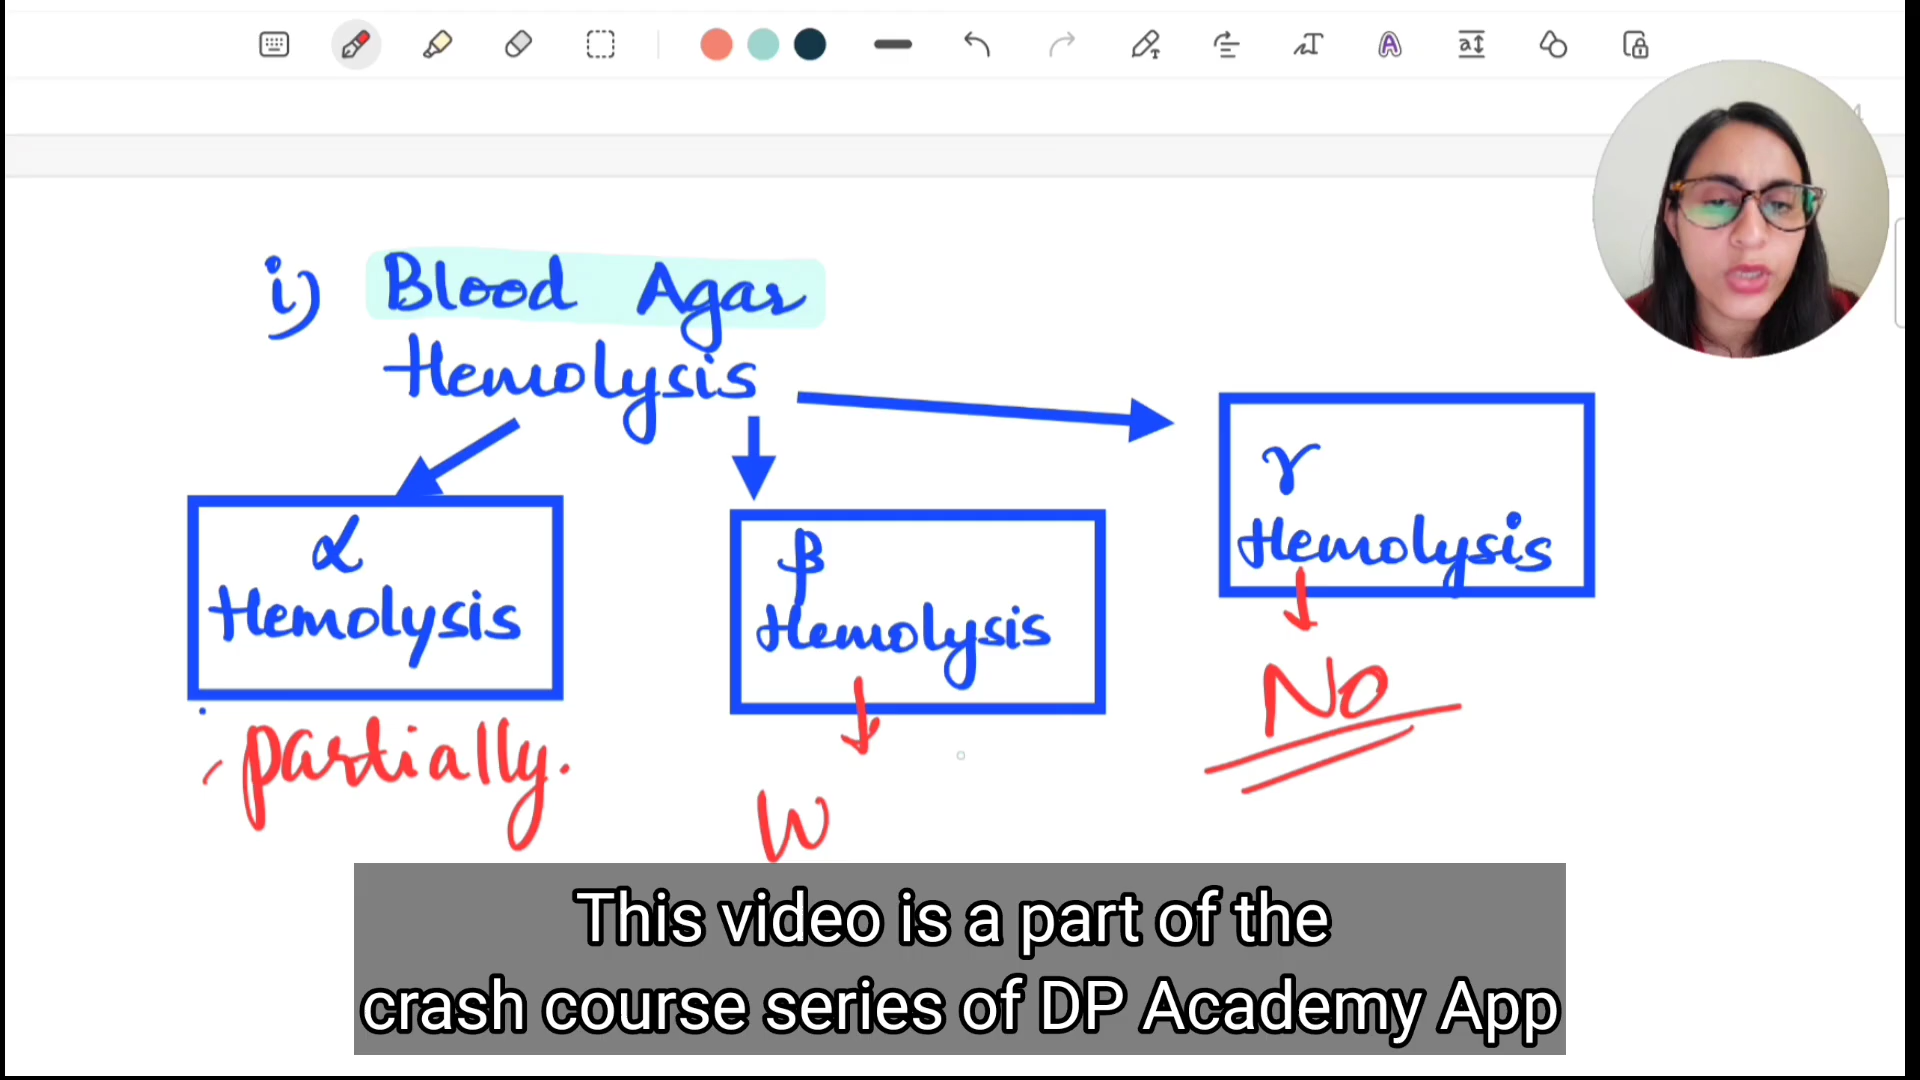 i) Blood Agar
Hemolysis
α
Hemolysis
β
Hemolysis
γ
Hemolysis
partially.
W
No
This video is a part of the
crash course series of DP Academy App